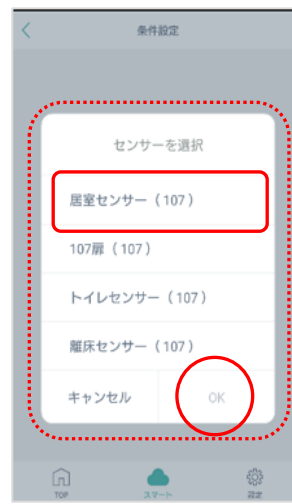 条件設定
センサーを選択
居室センサー（107）
107扉（107）
トイレセンサー（107）
離床センサー（107）
キャンセル
OK
TOP
スマート
設定